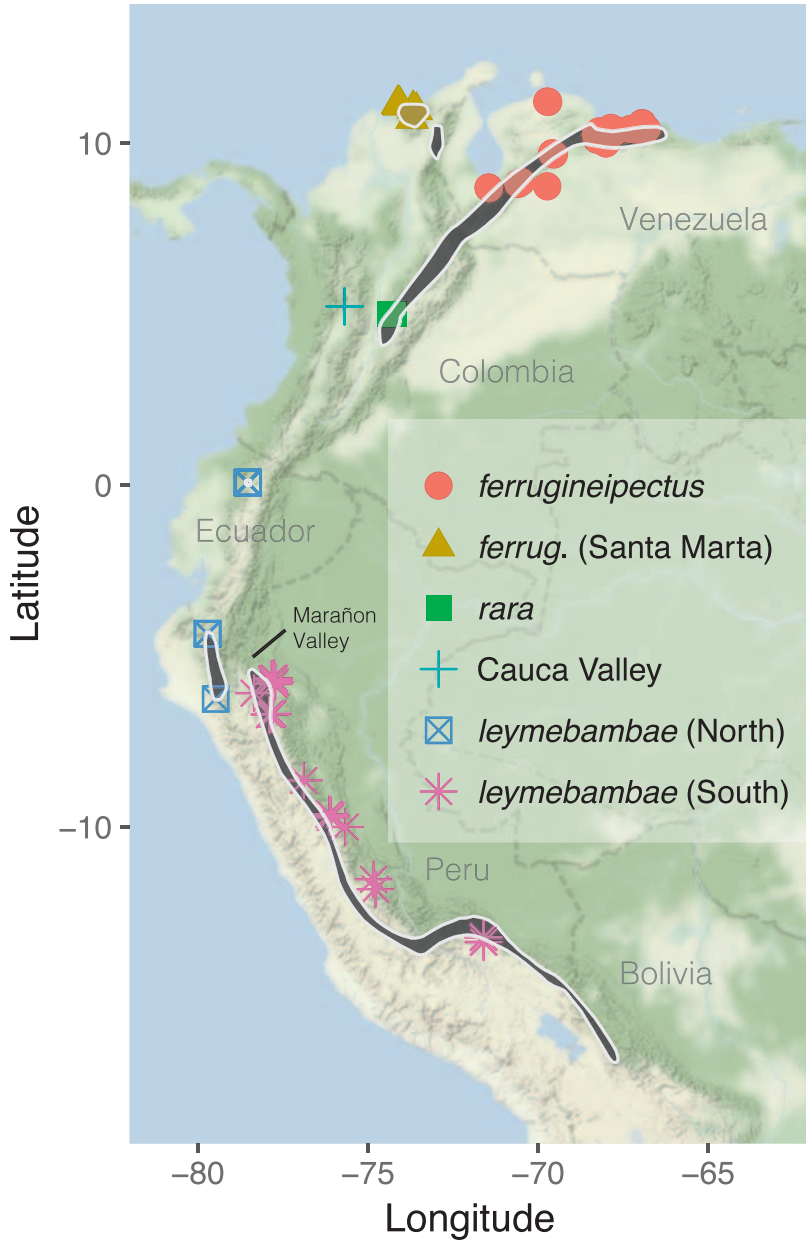 10
Venezuela
Colombia
0
Ecuador
ferrugineipectus
ferrug. (Santa Marta)
rara
Marañon
Valley
Cauca Valley
leymebambae (North)
leymebambae (South)
−10
Peru
Bolivia
Latitude
−80
−75
−70
−65
Longitude